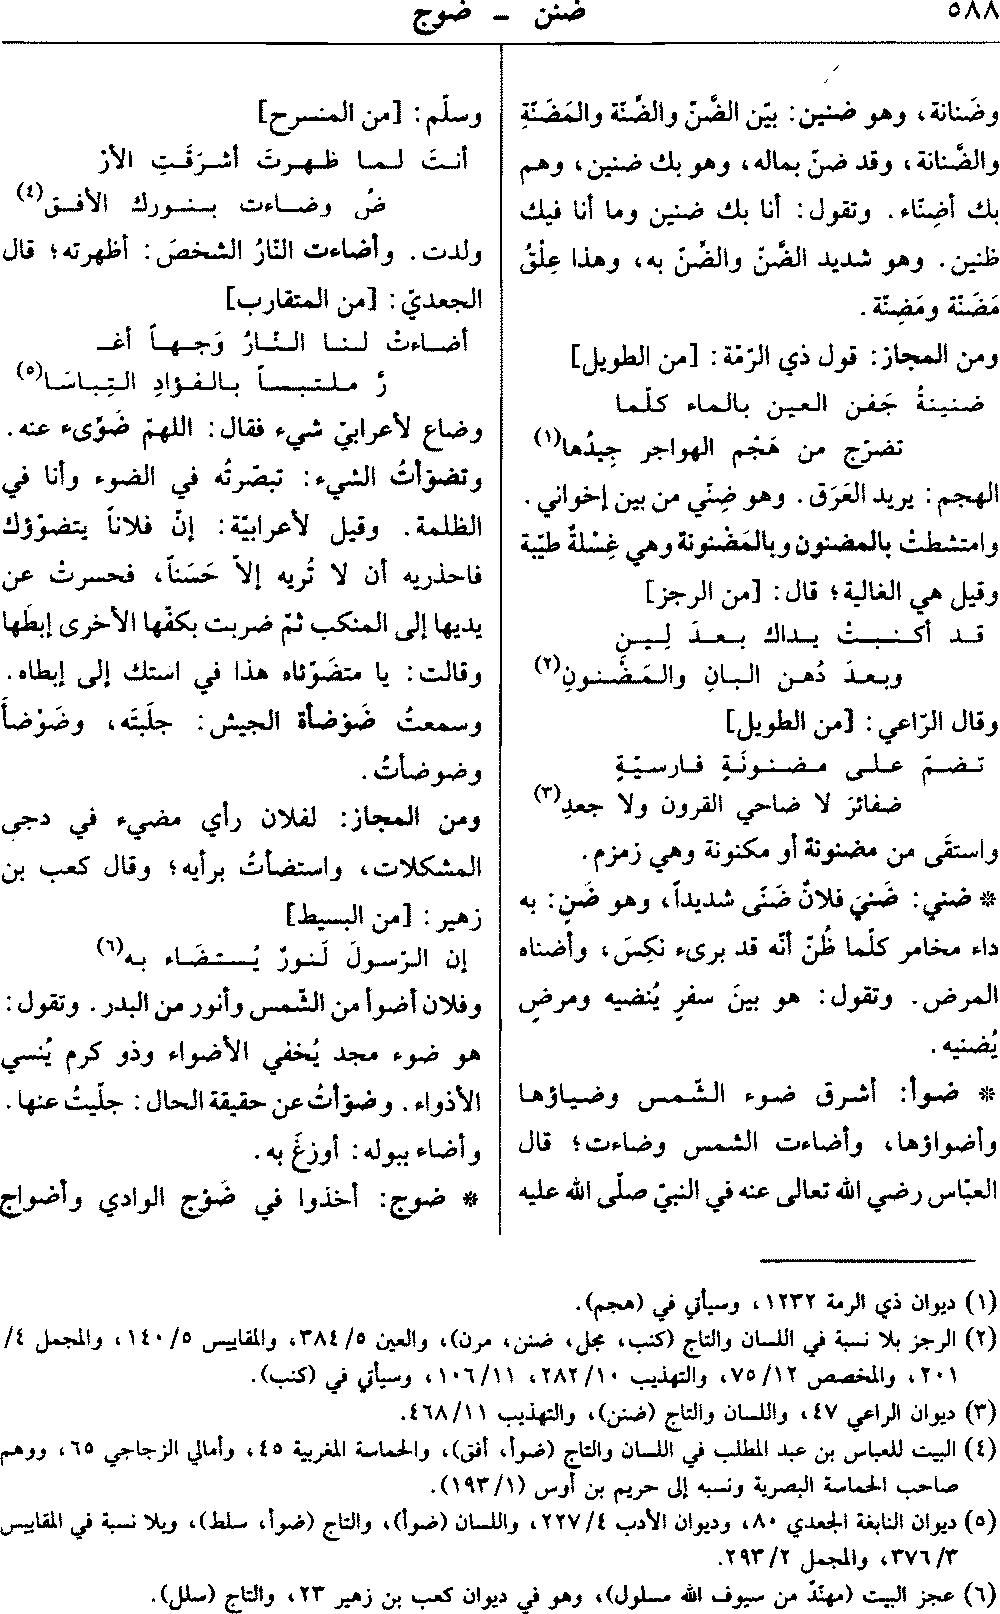 ٥٨٨
ضنن - ضوج
وضَنانة، وهو ضنين: بيّن الضَّنّ والضِّنّة والمَضَنّةِ
والضَّنانة، وقد ضنّ بماله، وهو بك ضنين، وهم
بك أضِنّاء. وتقول: أنا بك ضنين وما أنا فيك
ظنين. وهو شديد الضَّنّ والضِّنّ به، وهذا عِلْقُ
مَضَنّة ومَضِنّة.
ومن المجاز: قول ذي الرّمّة: [من الطويل]
ضنينةُ جَفن العين بالماء كلّما
تضرّج من هَجْم الهواجر جِيدُها(١)
الهجم: يريد العَرَق. وهو ضِنّي من بين إخواني.
وامتشطتْ بالمضنون وبالمَضْنونة وهي غِسْلةٌ طيّبة
وقيل هي الغالية؛ قال: [من الرجز]
قد أكنبتْ يداك بعدَ لِينِ
وبعدَ دُهن البانِ والمَضْنونِ(٢)
وقال الرّاعي: [من الطويل]
تضمّ على مضنونَةٍ فارسيّةٍ
ضفائرَ لا ضاحي القرون ولا جعدِ(٣)
واستقَى من مضنونة أو مكنونة وهي زمزم.
* ضني: ضَنيَ فلانٌ ضَنًى شديداً، وهو ضَنٍ: به
داء مخامر كلّما ظُنّ أنّه قد برىء نكِسَ، وأضناه
المرض. وتقول: هو بينَ سفرٍ يُنضيه ومرضٍ
يُضنيه.
* ضوأ: أشرق ضوء الشّمس وضياؤها
وأضواؤها، وأضاءت الشمس وضاءت؛ قال
العبّاس رضي الله تعالى عنه في النبيّ صلّى الله عليه
وسلّم: [من المنسرح]
أنتَ لما ظهرتَ أشرَقَتِ الأرْ
ضُ وضاءت بنورك الأفق(٤)
ولدت. وأضاءت النّارُ الشخصَ: أظهرته؛ قال
الجعديّ: [من المتقارب]
أضاءتْ لنا النّارُ وَجهاً أغـ
رَّ ملتبساً بالفؤادِ التِباسَا(٥)
وضاع لأعرابيّ شيء فقال: اللهمّ ضَوِّىء عنه.
وتضوّأتُ الشيء: تبصّرتُه في الضوء وأنا في
الظلمة. وقيل لأعرابيّة: إنّ فلاناً يتضوّؤك
فاحذريه أن لا تُريه إلاّ حَسَناً، فحسرتْ عن
يديها إلى المنكب ثمّ ضربت بكفّها الأخرى إبطَها
وقالت: يا متضوّئاه هذا في استك إلى إبطاه.
وسمعتُ ضَوْضأة الجيش: جلَبتَه، وضَوْضأَ
وضوضأتُ.
ومن المجاز: لفلان رأي مضيء في دجى
المشكلات، واستضأتُ برأيه؛ وقال كعب بن
زهير: [من البسيط]
إن الرّسولَ لَنورٌ يُستضَاء به(٦)
وفلان أضوأ من الشّمس وأنور من البدر. وتقول:
هو ضوء مجد يُخفي الأضواء وذو كرم يُنسي
الأذواء. وضوّأتُ عن حقيقة الحال: جلّيتُ عنها.
وأضاء ببوله: أوزغَ به.
* ضوج: أخذوا في ضَوْج الوادي وأضواج
(١) ديوان ذي الرمة ١٢٣٢، وسيأتي في (هجم).
(٢) الرجز بلا نسبة في اللسان والتاج (كنب، مجل، ضنن، مرن)، والعين ٣٨٤/٥، والمقاييس ١٤٠/٥، والمجمل ٤/
٢٠١، والمخصص ٧٥/١٢، والتهذيب ٢٨٢/١٠، ١٠٦/١١، وسيأتي في (كنب).
(٣) ديوان الراعي ٤٧، واللسان والتاج (ضنن)، والتهذيب ٤٦٨/١١.
(٤) البيت للعباس بن عبد المطلب في اللسان والتاج (ضوأ، أفق)، والحماسة المغربية ٤٥، وأمالي الزجاجي ٦٥، ووهم
صاحب الحماسة البصرية ونسبه إلى حريم بن أوس (١٩٣/١).
(٥) ديوان النابغة الجعدي ٨٠، وديوان الأدب ٢٢٧/٤، واللسان (ضوأ)، والتاج (ضوأ، سلط)، وبلا نسبة في المقاييس
٣٧٦/٣، والمجمل ٢٩٣/٢.
(٦) عجز البيت (مهنّدٌ من سيوف الله مسلول)، وهو في ديوان كعب بن زهير ٢٣، والتاج (سلل).